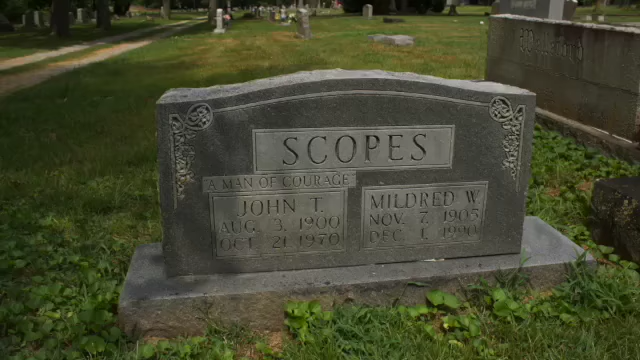 SCOPES
A MAN OF COURAGE
JOHN T.
AUG. 3, 1900
OCT. 21, 1970
MILDRED W.
NOV. 7, 1905
DEC. 1, 1990